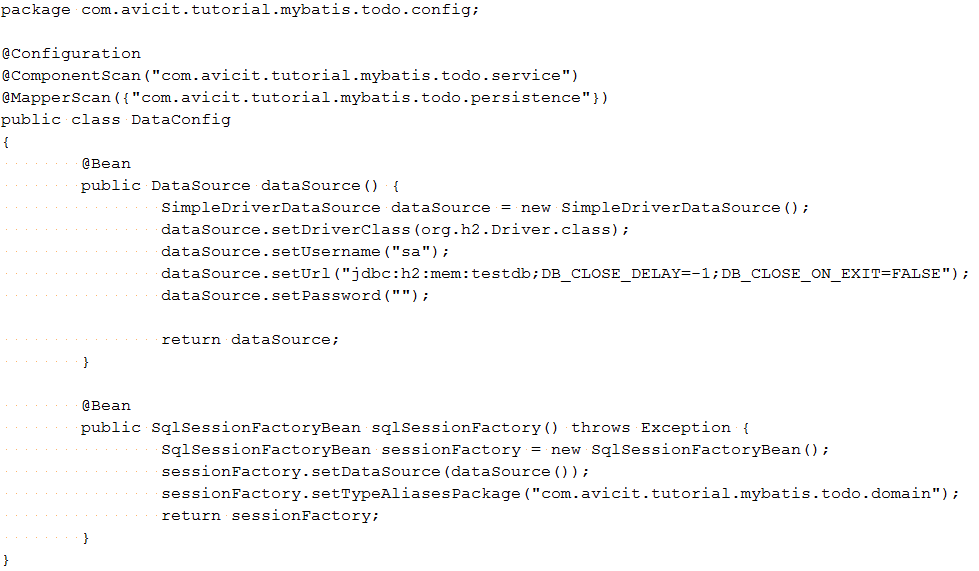 package com.avicit.tutorial.mybatis.todo.config;
@Configuration
@ComponentScan("com.avicit.tutorial.mybatis.todo.service")
@MapperScan({"com.avicit.tutorial.mybatis.todo.persistence"})
public class DataConfig
{
@Bean
public DataSource dataSource() {
SimpleDriverDataSource dataSource = new SimpleDriverDataSource();
dataSource.setDriverClass(org.h2.Driver.class);
dataSource.setUsername("sa");
dataSource.setUrl("jdbc:h2:mem:testdb;DB_CLOSE_DELAY=-1;DB_CLOSE_ON_EXIT=FALSE");
dataSource.setPassword("");
return dataSource;
}
@Bean
public SqlSessionFactoryBean sqlSessionFactory() throws Exception {
SqlSessionFactoryBean sessionFactory = new SqlSessionFactoryBean();
sessionFactory.setDataSource(dataSource());
sessionFactory.setTypeAliasesPackage("com.avicit.tutorial.mybatis.todo.domain");
return sessionFactory;
}
}